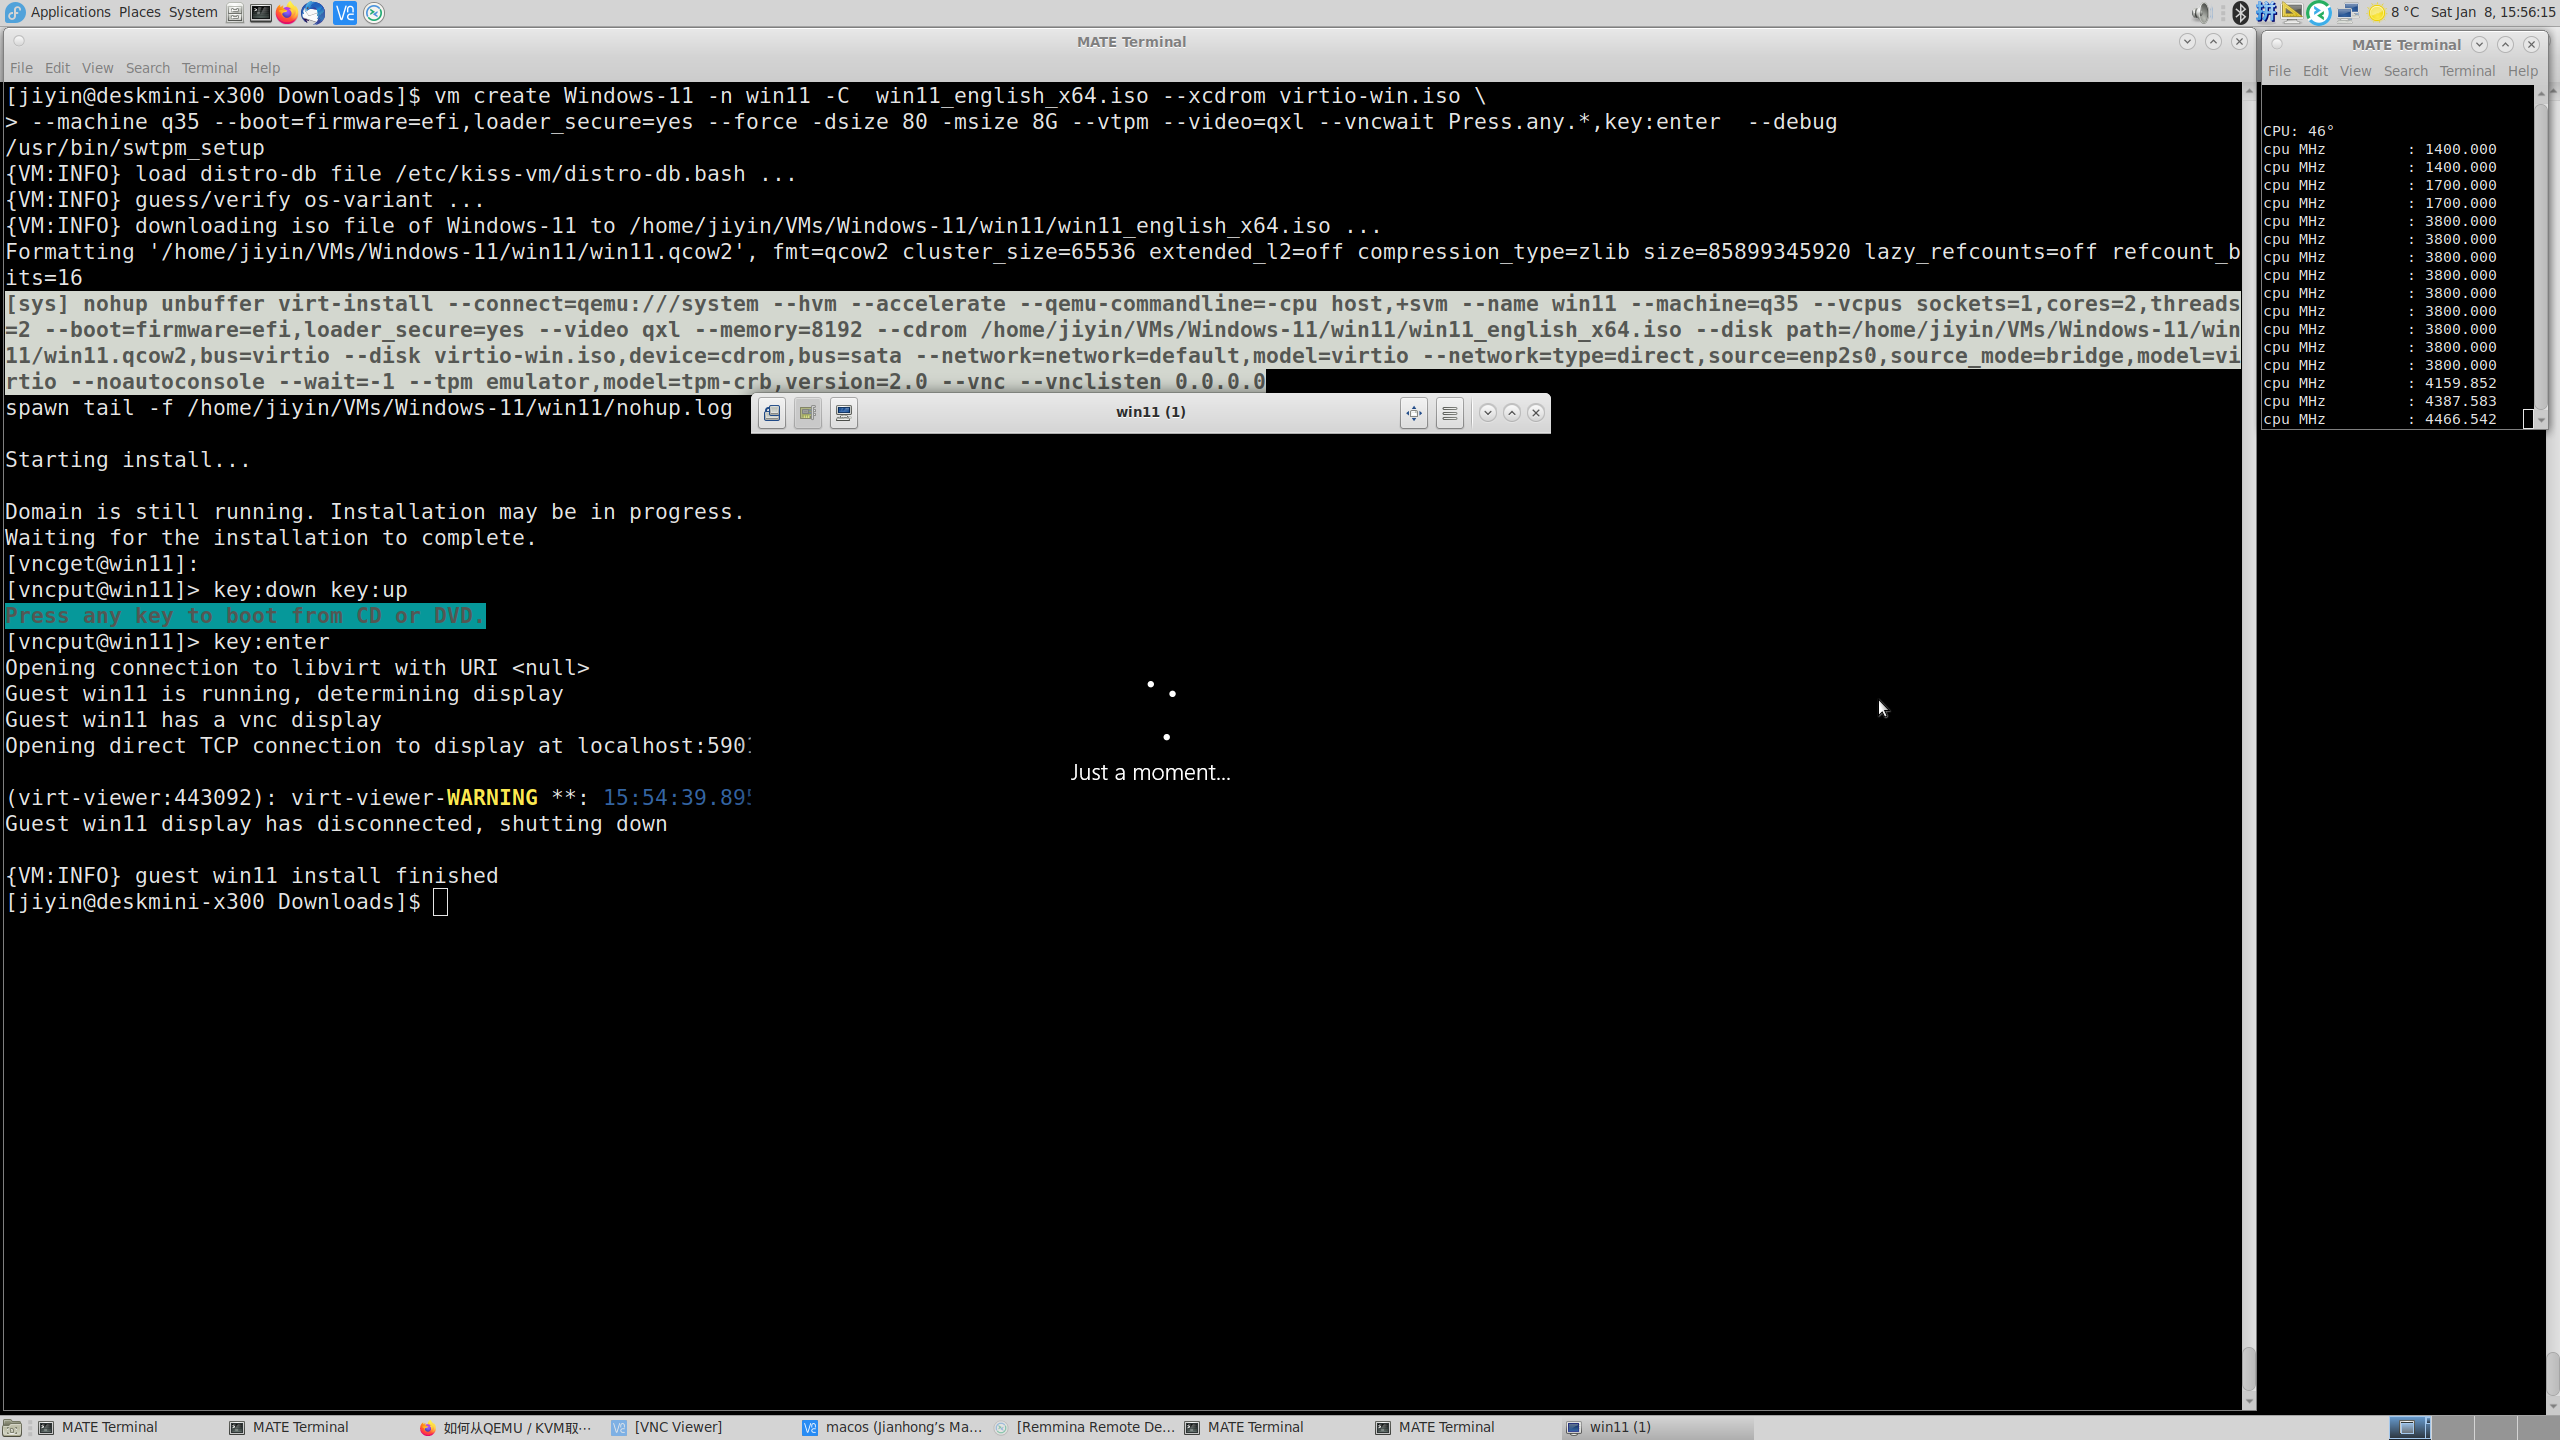 Applications Places System
8 °C Sat Jan 8, 15:56:15
MATE Terminal
File Edit View Search Terminal Help
[jiyin@deskmini-x300 Downloads]$ vm create Windows-11 -n win11 -C  win11_english_x64.iso --xcdrom virtio-win.iso \
> --machine q35 --boot=firmware=efi,loader_secure=yes --force -dsize 80 -msize 8G --vtpm --video=qxl --vncwait Press.any.*,key:enter  --debug
/usr/bin/swtpm_setup
{VM:INFO} load distro-db file /etc/kiss-vm/distro-db.bash ...
{VM:INFO} guess/verify os-variant ...
{VM:INFO} downloading iso file of Windows-11 to /home/jiyin/VMs/Windows-11/win11/win11_english_x64.iso ...
Formatting '/home/jiyin/VMs/Windows-11/win11/win11.qcow2', fmt=qcow2 cluster_size=65536 extended_l2=off compression_type=zlib size=85899345920 lazy_refcounts=off refcount_b
its=16
[sys] nohup unbuffer virt-install --connect=qemu:///system --hvm --accelerate --qemu-commandline=-cpu host,+svm --name win11 --machine=q35 --vcpus sockets=1,cores=2,threads
=2 --boot=firmware=efi,loader_secure=yes --video qxl --memory=8192 --cdrom /home/jiyin/VMs/Windows-11/win11/win11_english_x64.iso --disk path=/home/jiyin/VMs/Windows-11/win
11/win11.qcow2,bus=virtio --disk virtio-win.iso,device=cdrom,bus=sata --network=network=default,model=virtio --network=type=direct,source=enp2s0,source_mode=bridge,model=vi
rtio --noautoconsole --wait=-1 --tpm emulator,model=tpm-crb,version=2.0 --vnc --vnclisten 0.0.0.0
spawn tail -f /home/jiyin/VMs/Windows-11/win11/nohup.log
Starting install...
Domain is still running. Installation may be in progress.
Waiting for the installation to complete.
[vncget@win11]:
[vncput@win11]> key:down key:up
Press any key to boot from CD or DVD.
[vncput@win11]> key:enter
Opening connection to libvirt with URI <null>
Guest win11 is running, determining display
Guest win11 has a vnc display
Opening direct TCP connection to display at localhost:590
(virt-viewer:443092): virt-viewer-WARNING **: 15:54:39.89
Guest win11 display has disconnected, shutting down
{VM:INFO} guest win11 install finished
[jiyin@deskmini-x300 Downloads]$
win11 (1)
Just a moment...
MATE Terminal
File Edit View Search Terminal Help
CPU: 46°
cpu MHz : 1400.000
cpu MHz : 1400.000
cpu MHz : 1700.000
cpu MHz : 1700.000
cpu MHz : 3800.000
cpu MHz : 3800.000
cpu MHz : 3800.000
cpu MHz : 3800.000
cpu MHz : 3800.000
cpu MHz : 3800.000
cpu MHz : 3800.000
cpu MHz : 3800.000
cpu MHz : 3800.000
cpu MHz : 4159.852
cpu MHz : 4387.583
cpu MHz : 4466.542
MATE Terminal MATE Terminal 如何从QEMU / KVM取… [VNC Viewer] macos (Jianhong's Ma… [Remmina Remote De… MATE Terminal MATE Terminal win11 (1)